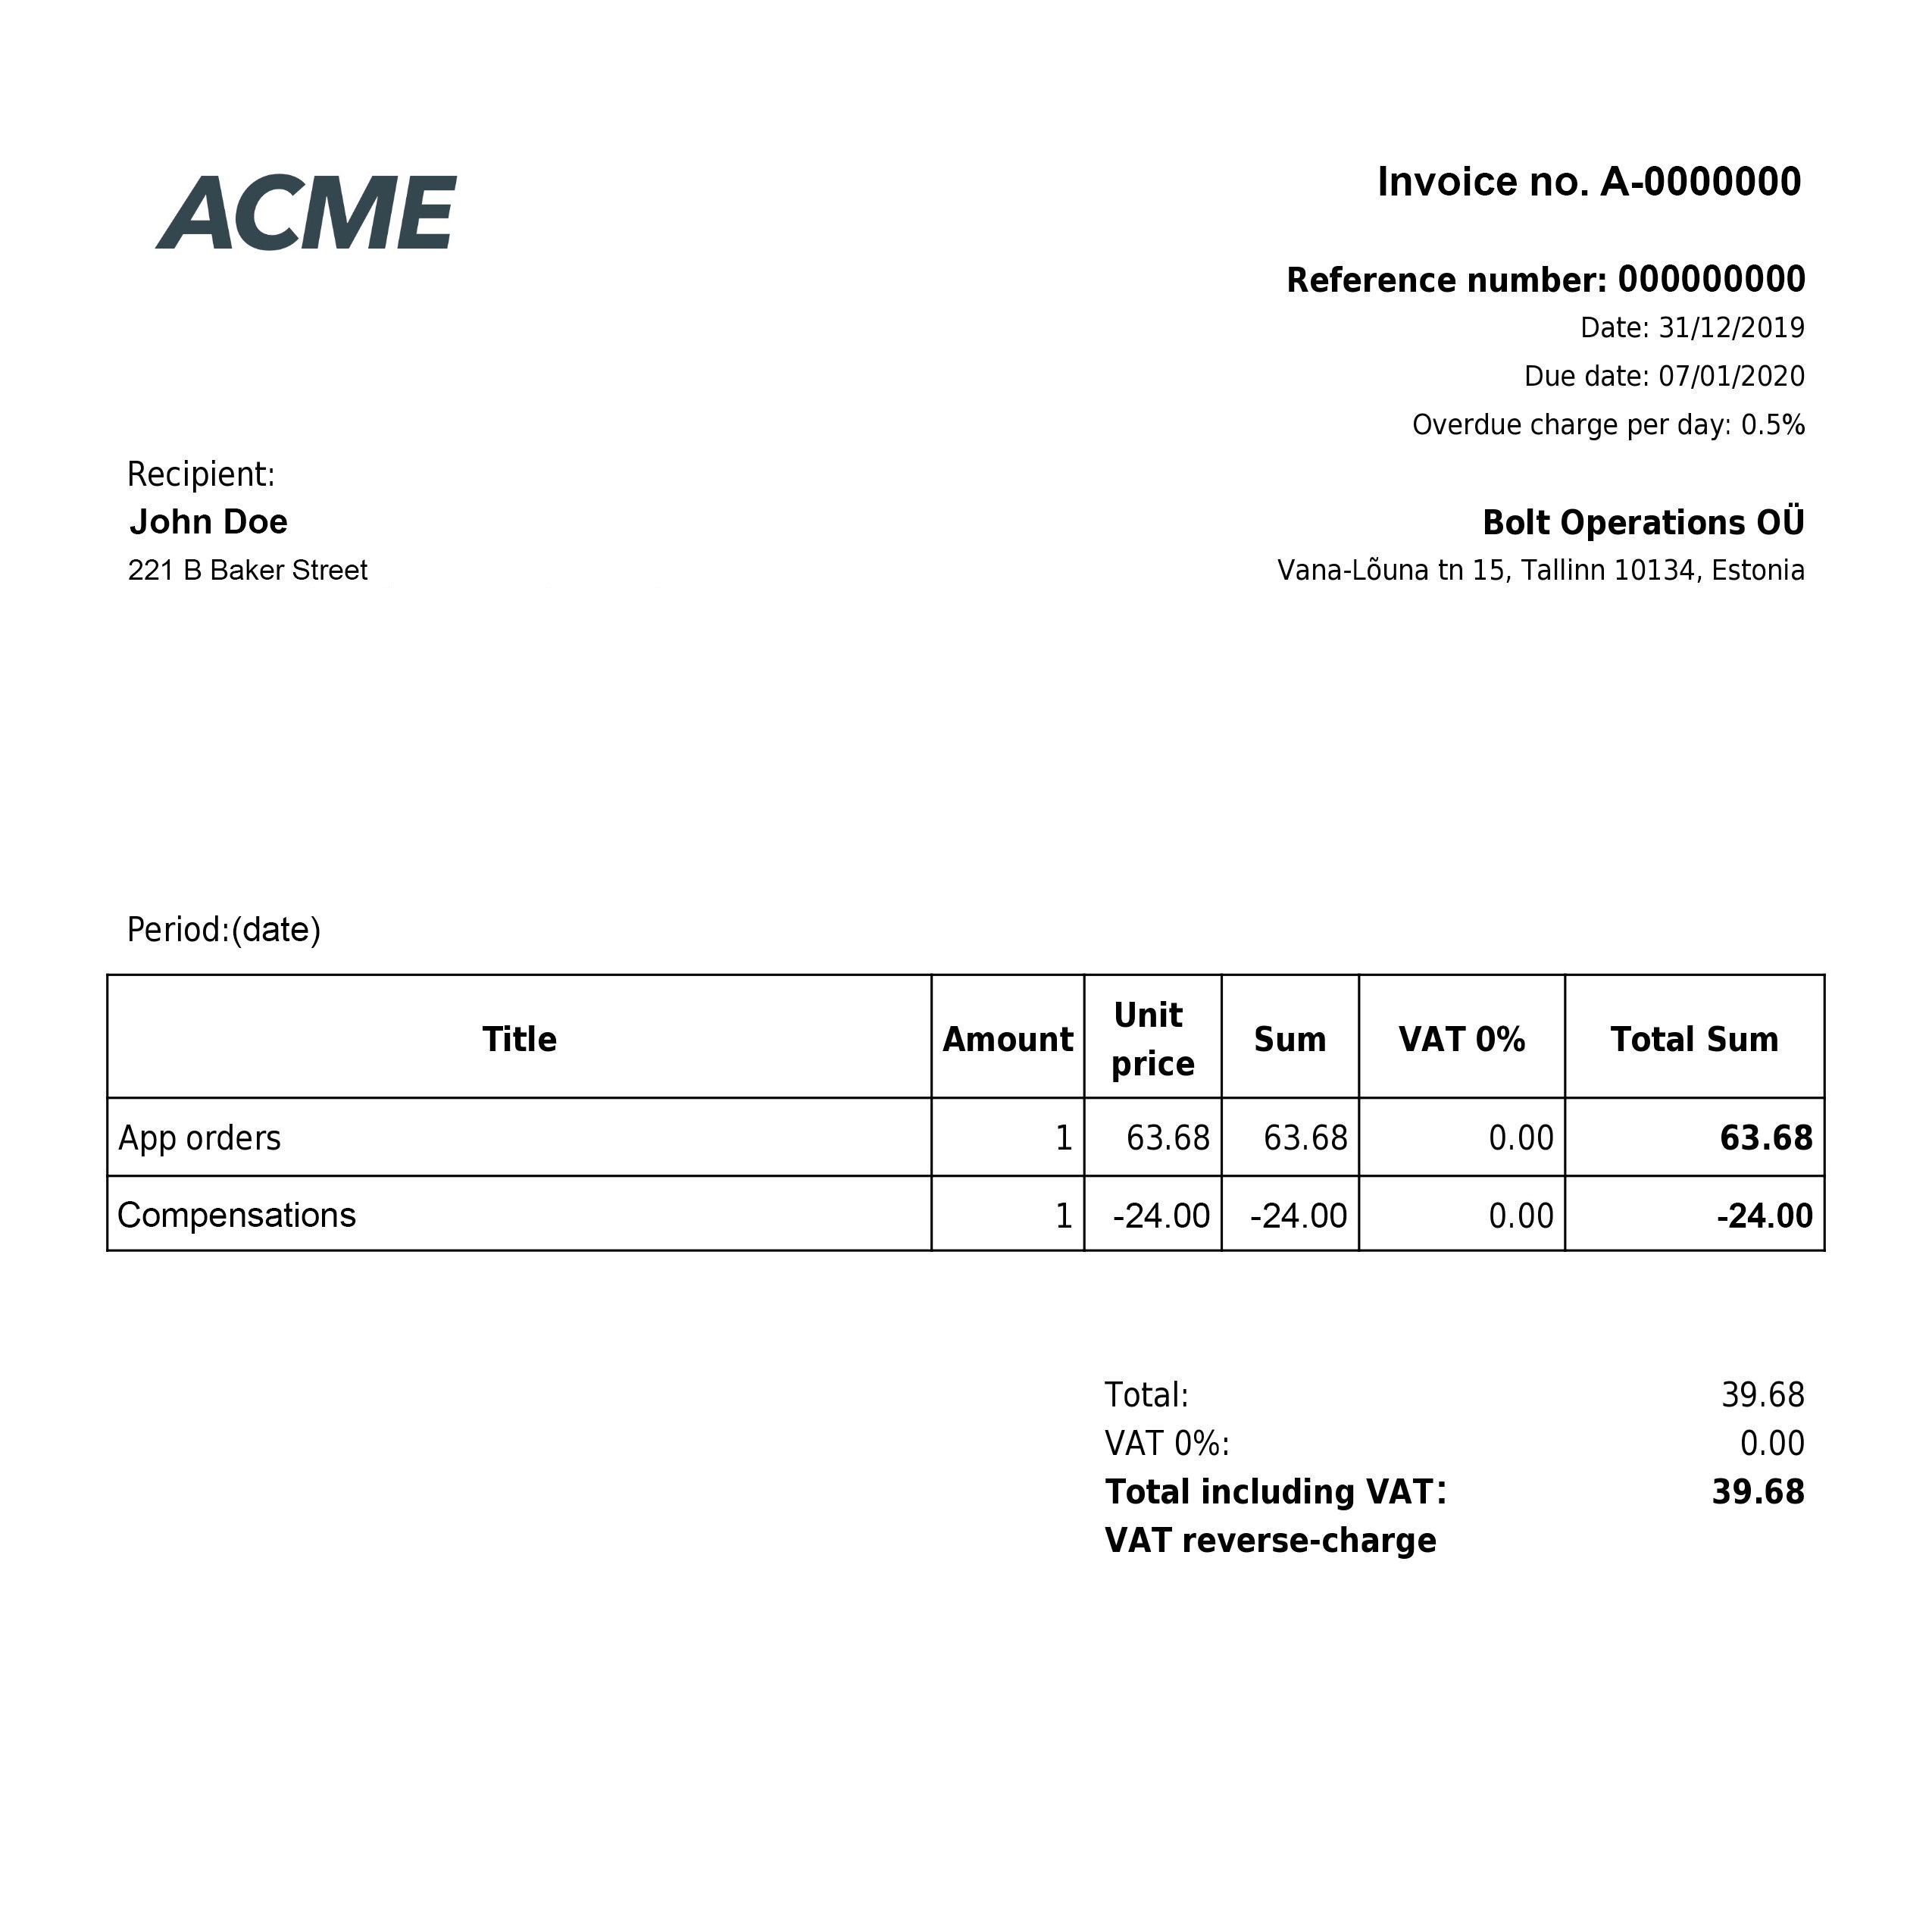 ACME
Invoice no. A-0000000
Reference number: 000000000
Date: 31/12/2019
Due date: 07/01/2020
Overdue charge per day: 0.5%
Recipient:
John Doe
221 B Baker Street
Bolt Operations OÜ
Vana-Lõuna tn 15, Tallinn 10134, Estonia
Period:(date)
Title Amount Unit price Sum VAT 0% Total Sum
App orders 1 63.68 63.68 0.00 63.68
Compensations 1 -24.00 -24.00 0.00 -24.00
Total: 39.68
VAT 0%: 0.00
Total including VAT: 39.68
VAT reverse-charge